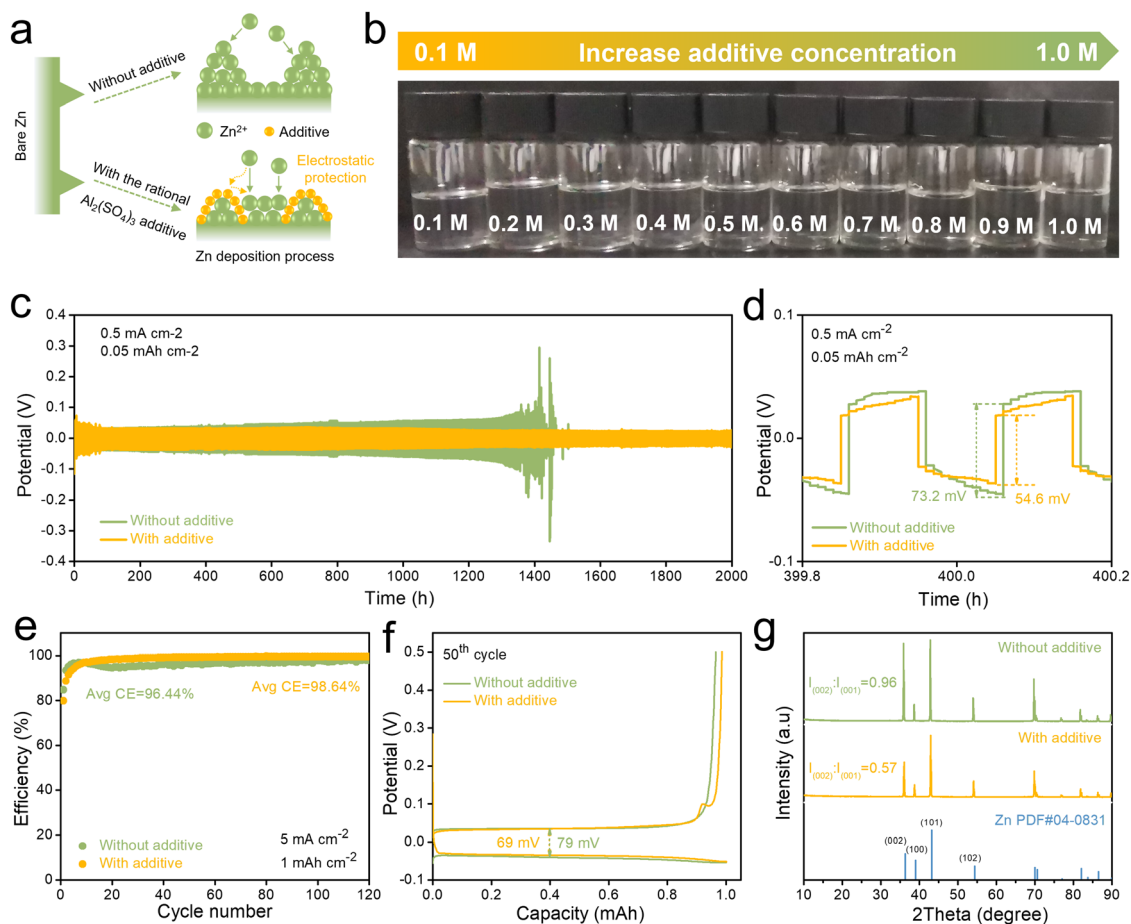 a
Bare Zn
Without additive
Zn2+
Additive
With the rational
Al2(SO4)3 additive
Electrostatic
protection
Zn deposition process
b
0.1 M
Increase additive concentration
1.0 M
0.1 M
0.2 M
0.3 M
0.4 M
0.5 M
0.6 M
0.7 M
0.8 M
0.9 M
1.0 M
c
0.5 mA cm-2
0.05 mAh cm-2
Potential (V)
0.4
0.3
0.2
0.1
0.0
-0.1
-0.2
-0.3
-0.4
Without additive
With additive
0
200
400
600
800
1000
1200
1400
1600
1800
2000
Time (h)
d
0.5 mA cm-2
0.05 mAh cm-2
Potential (V)
0.1
0.0
-0.1
73.2 mV
54.6 mV
Without additive
With additive
399.8
400.0
400.2
Time (h)
e
Efficiency (%)
100
80
60
40
20
0
Avg CE=96.44%
Avg CE=98.64%
Without additive
With additive
5 mA cm-2
1 mAh cm-2
0
20
40
60
80
100
120
Cycle number
f
50th cycle
Without additive
With additive
Potential (V)
0.5
0.4
0.3
0.2
0.1
0.0
-0.1
69 mV
79 mV
0.0
0.2
0.4
0.6
0.8
1.0
Capacity (mAh)
g
Intensity (a.u)
Without additive
I(002):I(001)=0.96
With additive
I(002):I(001)=0.57
Zn PDF#04-0831
(002)
(100)
(101)
(102)
10
20
30
40
50
60
70
80
90
2Theta (degree)